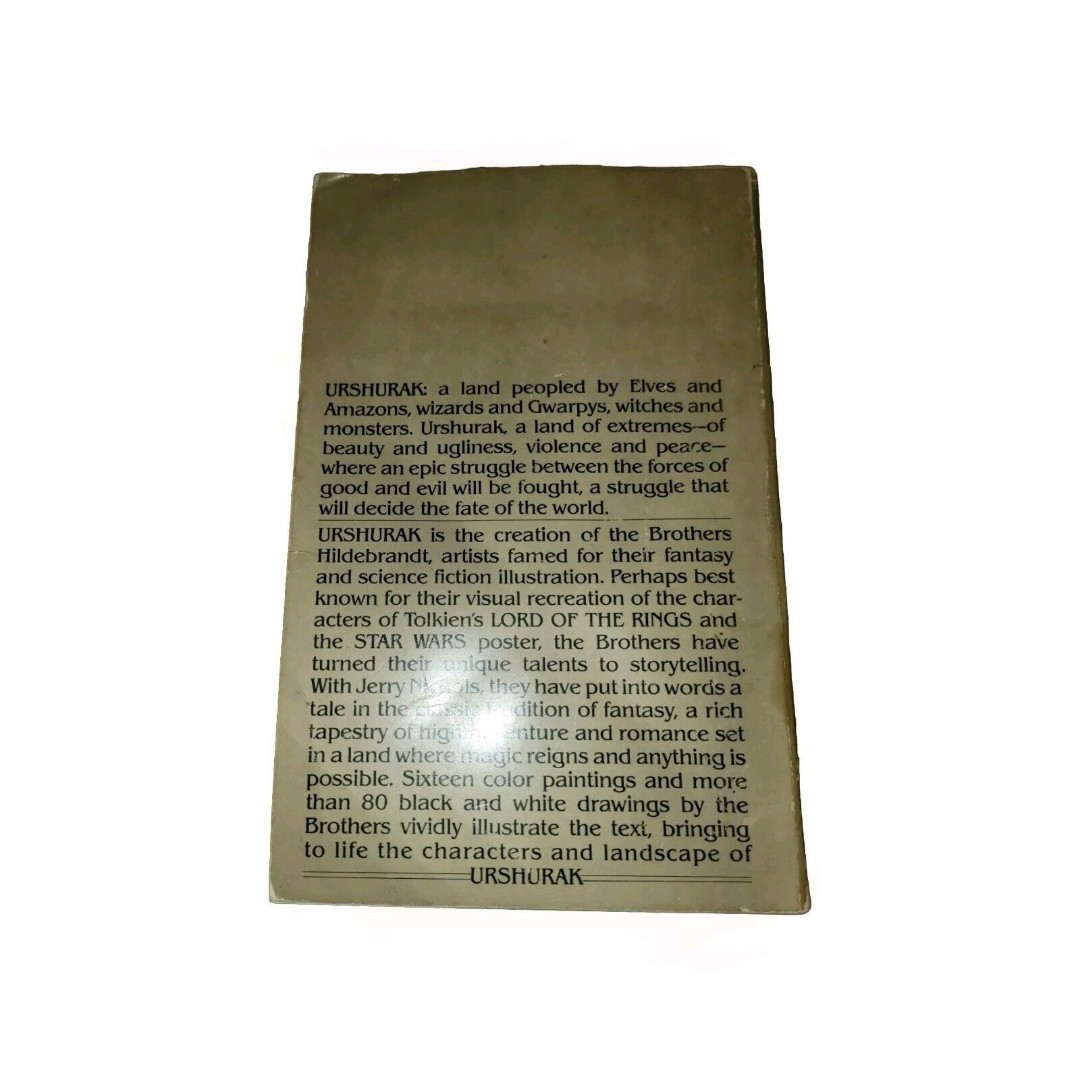 URSHURAK: a land peopled by Elves and
Amazons, wizards and Gwarpys, witches and
monsters. Urshurak, a land of extremes—of
beauty and ugliness, violence and peace—
where an epic struggle between the forces of
good and evil will be fought, a struggle that
will decide the fate of the world.
URSHURAK is the creation of the Brothers
Hildebrandt, artists famed for their fantasy
and science fiction illustration. Perhaps best
known for their visual recreation of the char-
acters of Tolkien's LORD OF THE RINGS and
the STAR WARS poster, the Brothers have
turned their unique talents to storytelling.
With Jerry Nichols, they have put into words a
tale in the classic tradition of fantasy, a rich
tapestry of high adventure and romance set
in a land where magic reigns and anything is
possible. Sixteen color paintings and more
than 80 black and white drawings by the
Brothers vividly illustrate the text, bringing
to life the characters and landscape of
URSHURAK